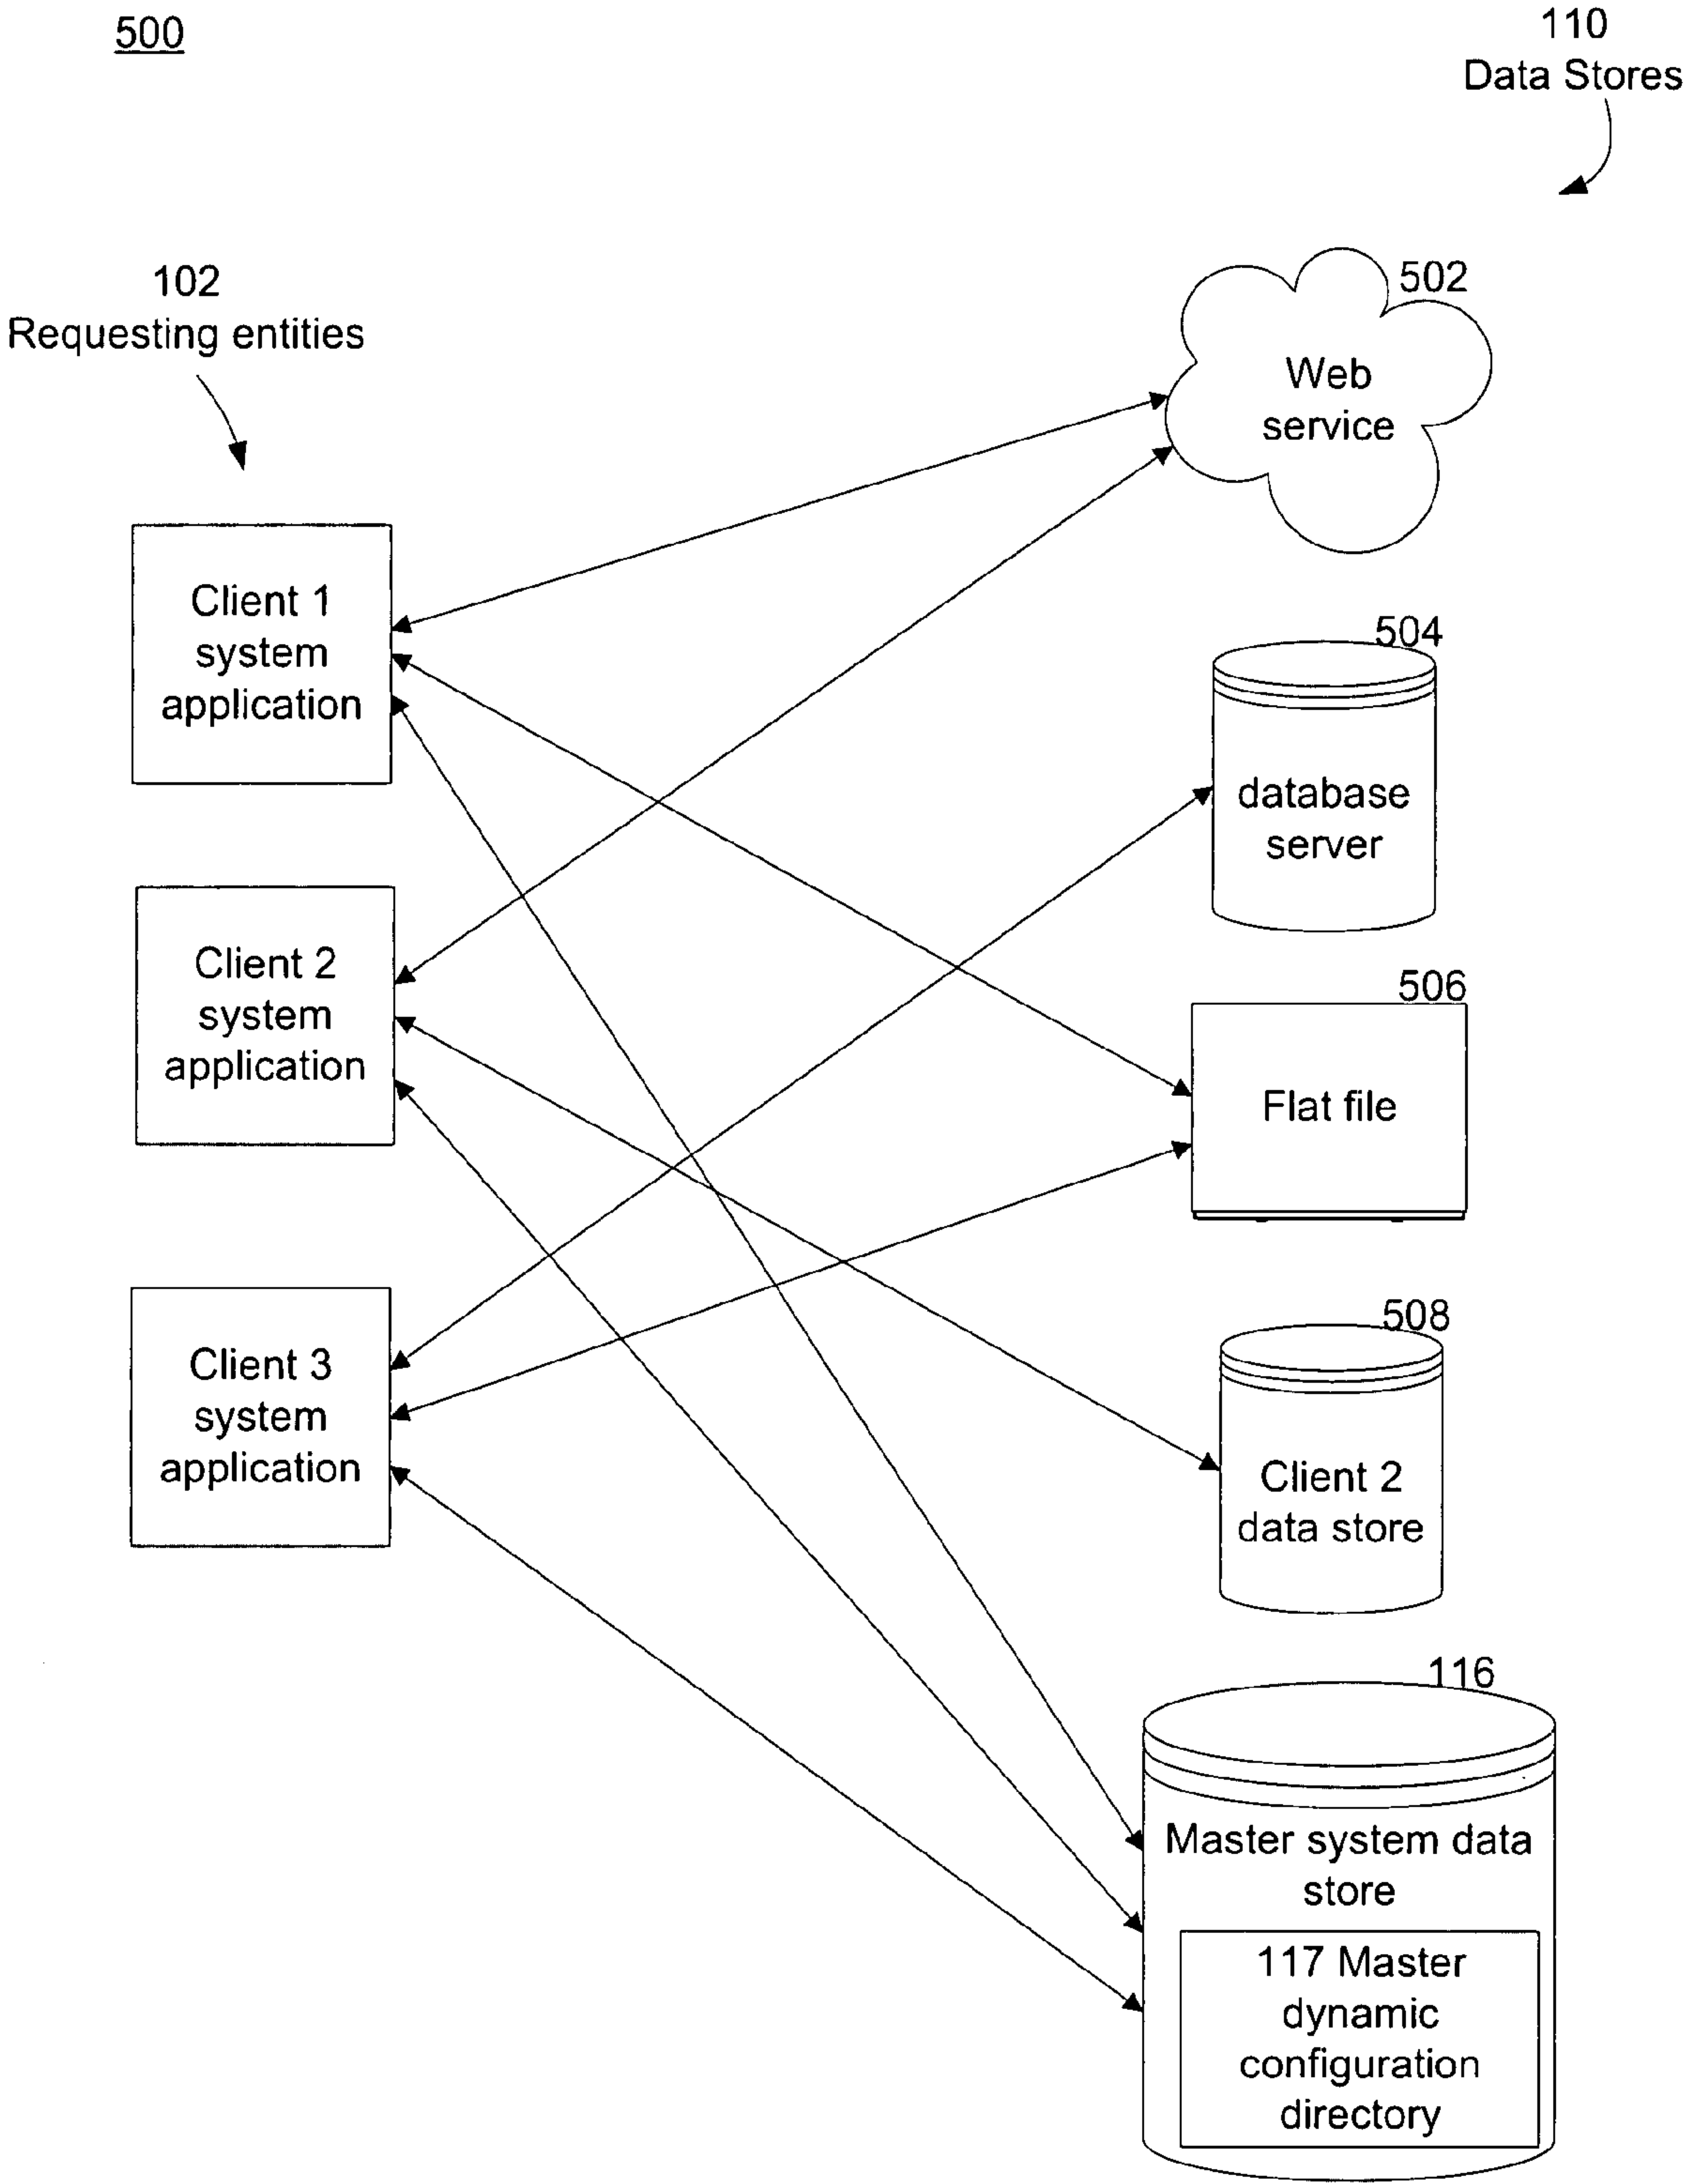 500
110
Data Stores
102
Requesting entities
502
Web
service
Client 1
system
application
504
database
server
Client 2
system
application
506
Flat file
Client 3
system
application
508
Client 2
data store
116
Master system data
store
117 Master
dynamic
configuration
directory